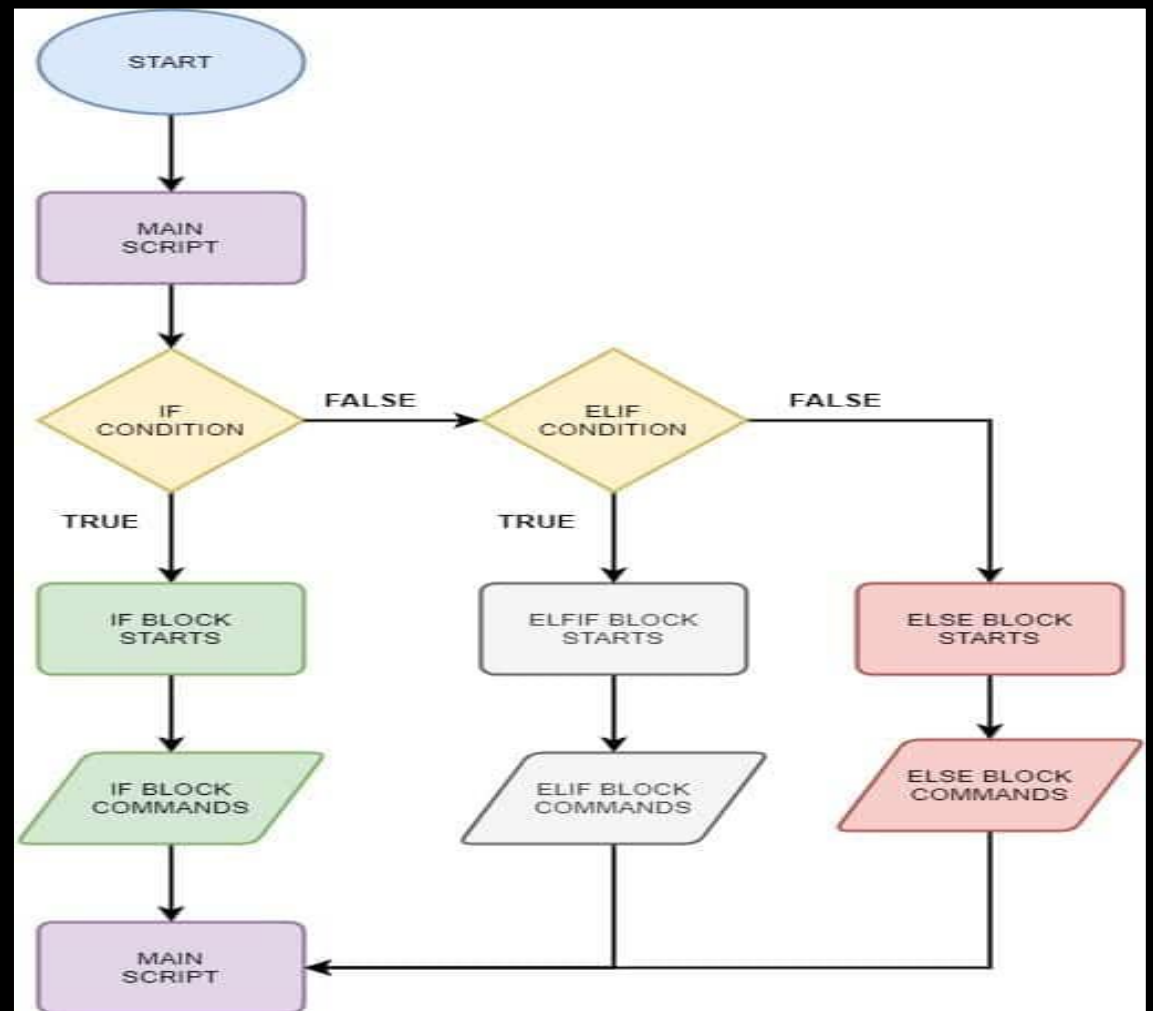 START
MAIN
SCRIPT
IF
CONDITION
FALSE
ELIF
CONDITION
FALSE
TRUE
TRUE
IF BLOCK
STARTS
ELFIF BLOCK
STARTS
ELSE BLOCK
STARTS
IF BLOCK
COMMANDS
ELIF BLOCK
COMMANDS
ELSE BLOCK
COMMANDS
MAIN
SCRIPT